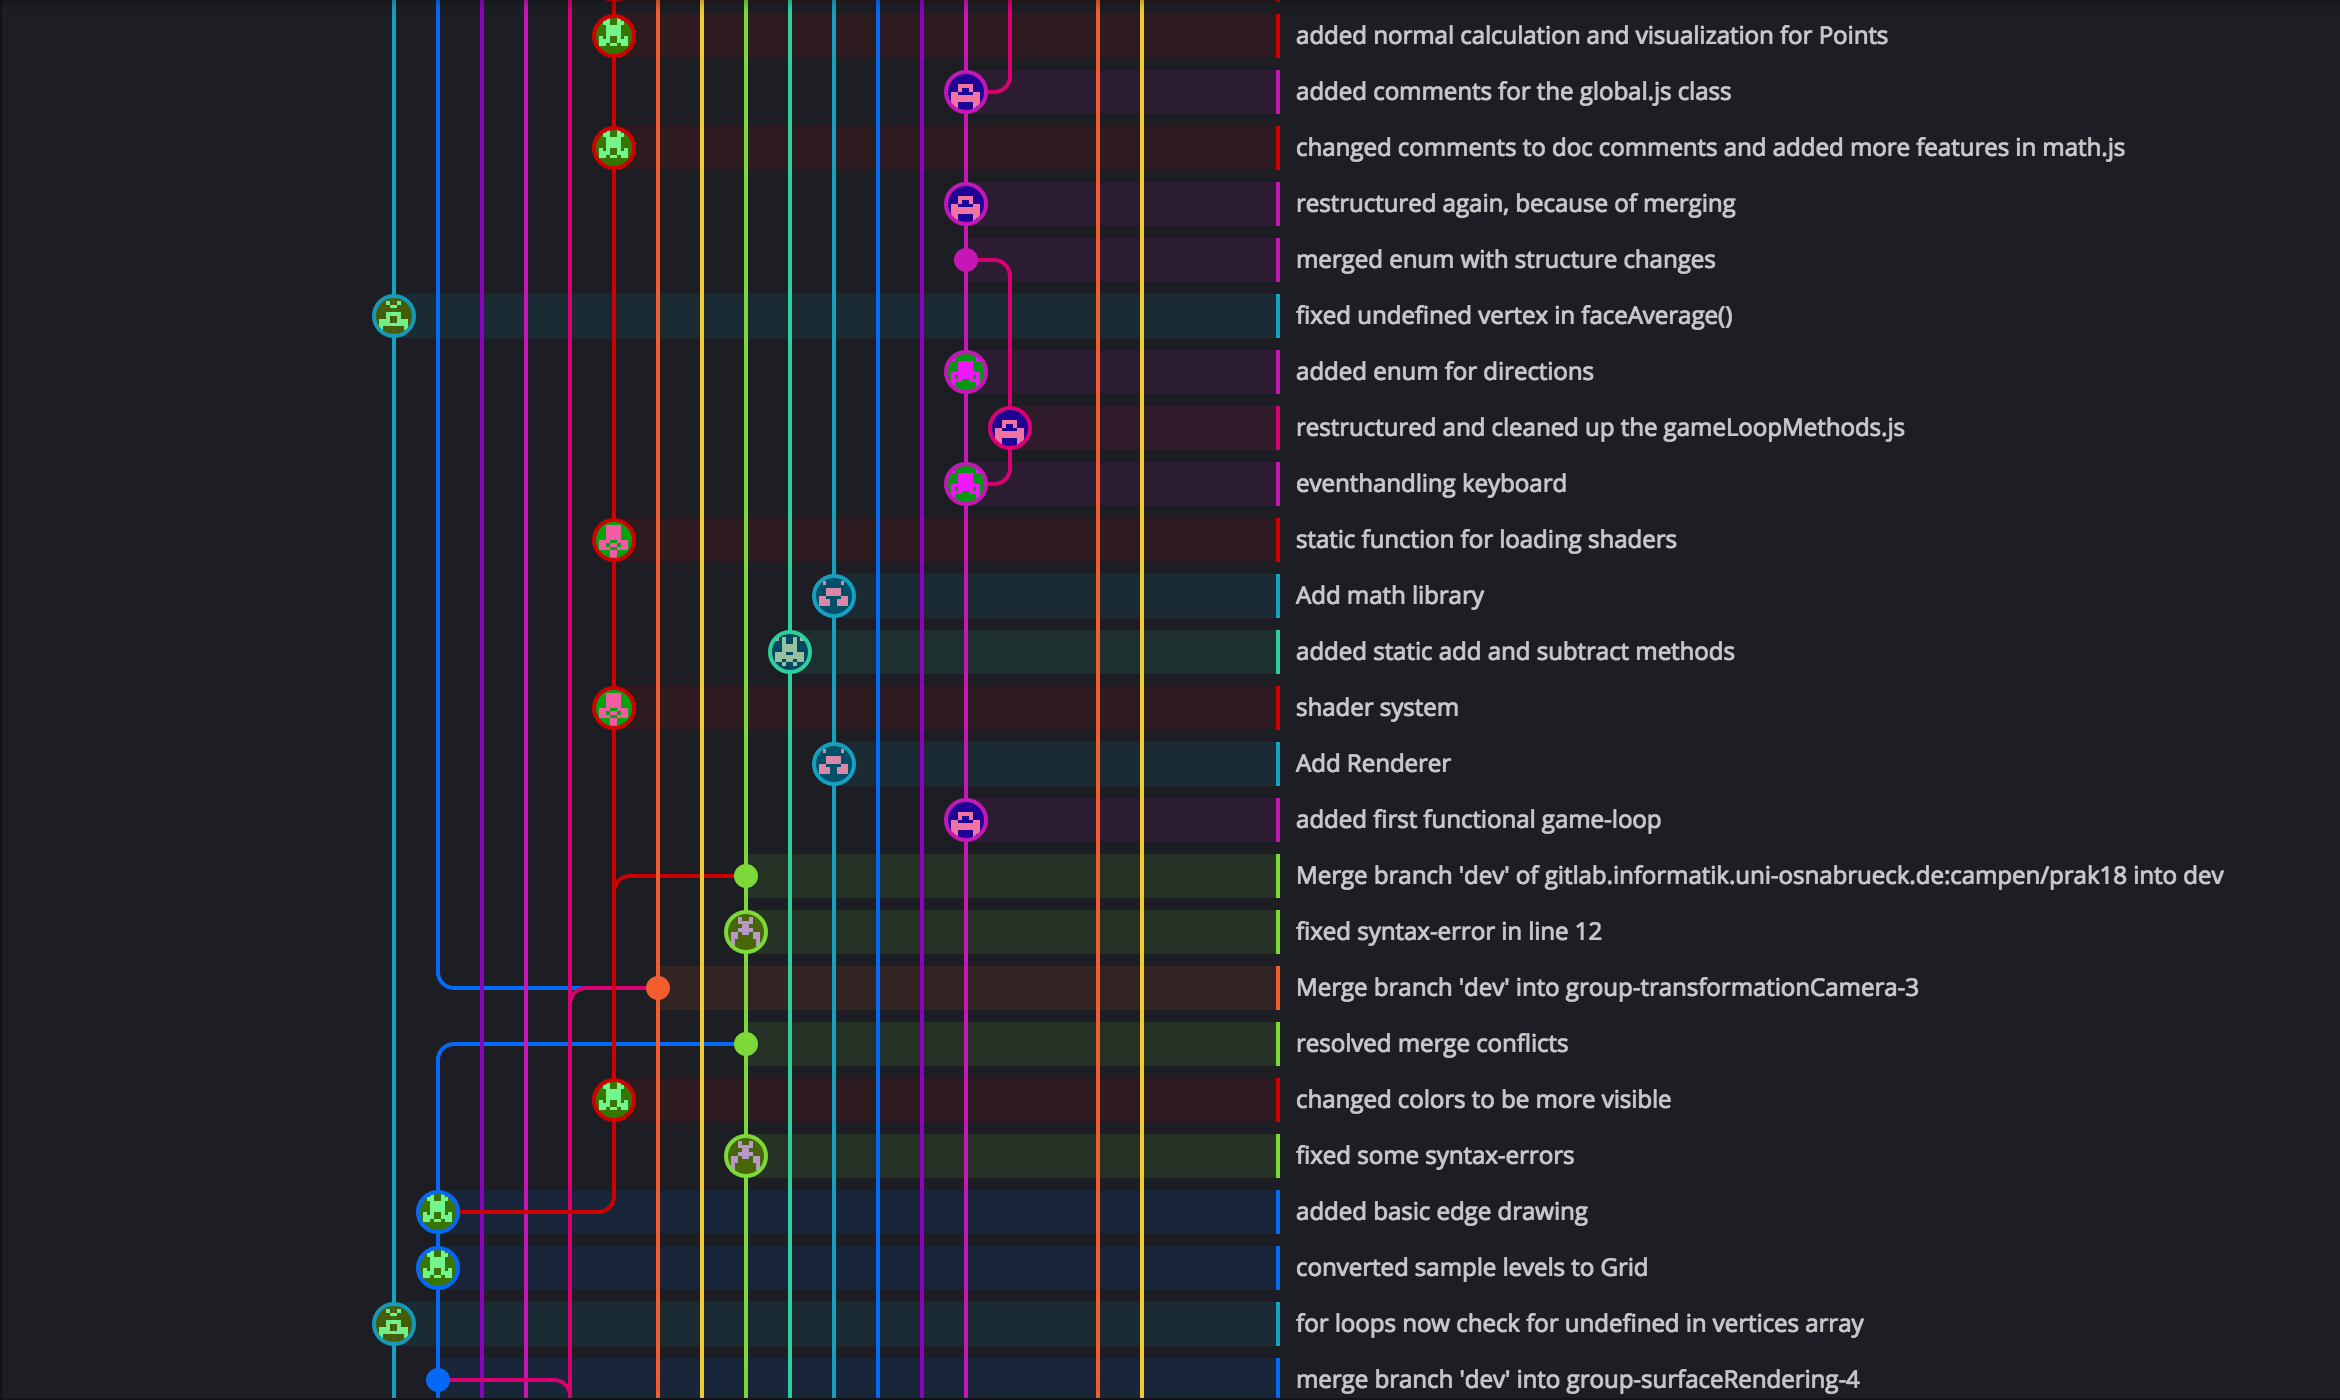 added normal calculation and visualization for Points
added comments for the global.js class
changed comments to doc comments and added more features in math.js
restructured again, because of merging
merged enum with structure changes
fixed undefined vertex in faceAverage()
added enum for directions
restructured and cleaned up the gameLoopMethods.js
eventhandling keyboard
static function for loading shaders
Add math library
added static add and subtract methods
shader system
Add Renderer
added first functional game-loop
Merge branch 'dev' of gitlab.informatik.uni-osnabrueck.de:campen/prak18 into dev
fixed syntax-error in line 12
Merge branch 'dev' into group-transformationCamera-3
resolved merge conflicts
changed colors to be more visible
fixed some syntax-errors
added basic edge drawing
converted sample levels to Grid
for loops now check for undefined in vertices array
merge branch 'dev' into group-surfaceRendering-4